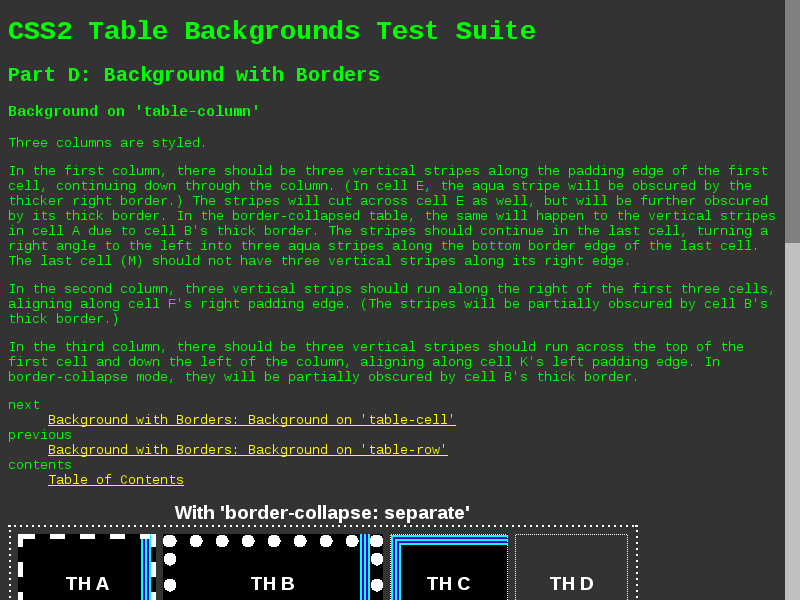 CSS2 Table Backgrounds Test Suite
Part D: Background with Borders
Background on 'table-column'
Three columns are styled.
In the first column, there should be three vertical stripes along the padding edge of the first
cell, continuing down through the column. (In cell E, the aqua stripe will be obscured by the
thicker right border.) The stripes will cut across cell E as well, but will be further obscured
by its thick border. In the border-collapsed table, the same will happen to the vertical stripes
in cell A due to cell B's thick border. The stripes should continue in the last cell, turning a
right angle to the left into three aqua stripes along the bottom border edge of the last cell.
The last cell (M) should not have three vertical stripes along its right edge.
In the second column, three vertical strips should run along the right of the first three cells,
aligning along cell F's right padding edge. (The stripes will be partially obscured by cell B's
thick border.)
In the third column, there should be three vertical stripes should run across the top of the
first cell and down the left of the column, aligning along cell K's left padding edge. In
border-collapse mode, they will be partially obscured by cell B's thick border.
next
Background with Borders: Background on 'table-cell'
previous
Background with Borders: Background on 'table-row'
contents
Table of Contents
With 'border-collapse: separate'
TH A TH B TH C TH D